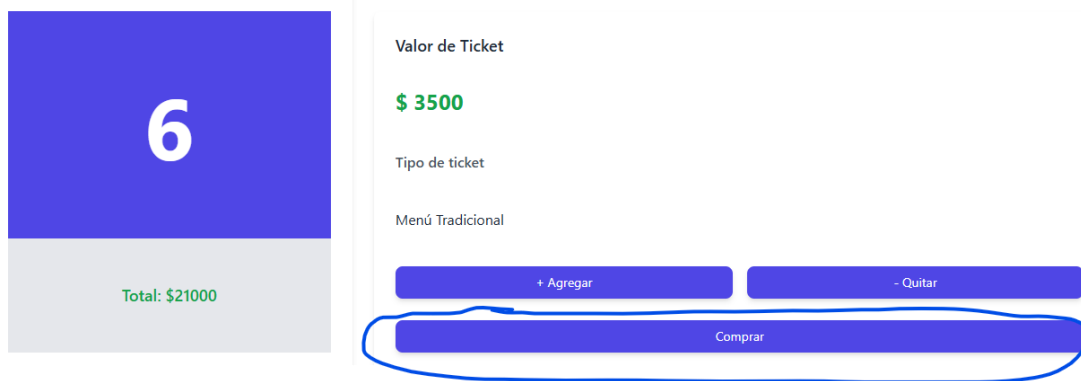 6
Total: $21000
Valor de Ticket
$ 3500
Tipo de ticket
Menú Tradicional
+ Agregar
- Quitar
Comprar